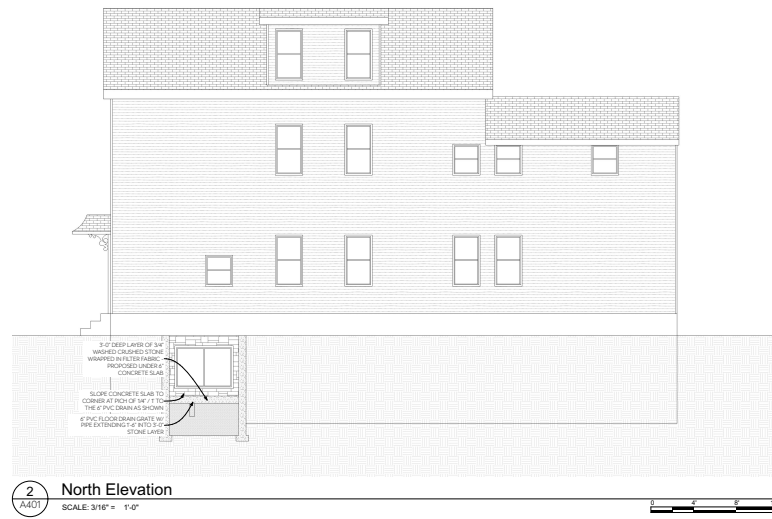 3'-0" DEEP LAYER OF 3/4"
WASHED CRUSHED STONE
WRAPPED IN FILTER FABRIC -
PROPOSED UNDER 6"
CONCRETE SLAB
SLOPE CONCRETE SLAB TO
CORNER AT PICH OF 1/4" / 1' TO
THE 6" PVC DRAIN AS SHOWN
6" PVC FLOOR DRAIN GRATE W/
PIPE EXTENDING 1'-6" INTO 3'-0"
STONE LAYER
2
A401
North Elevation
SCALE: 3/16" = 1'-0"
0 4' 8'